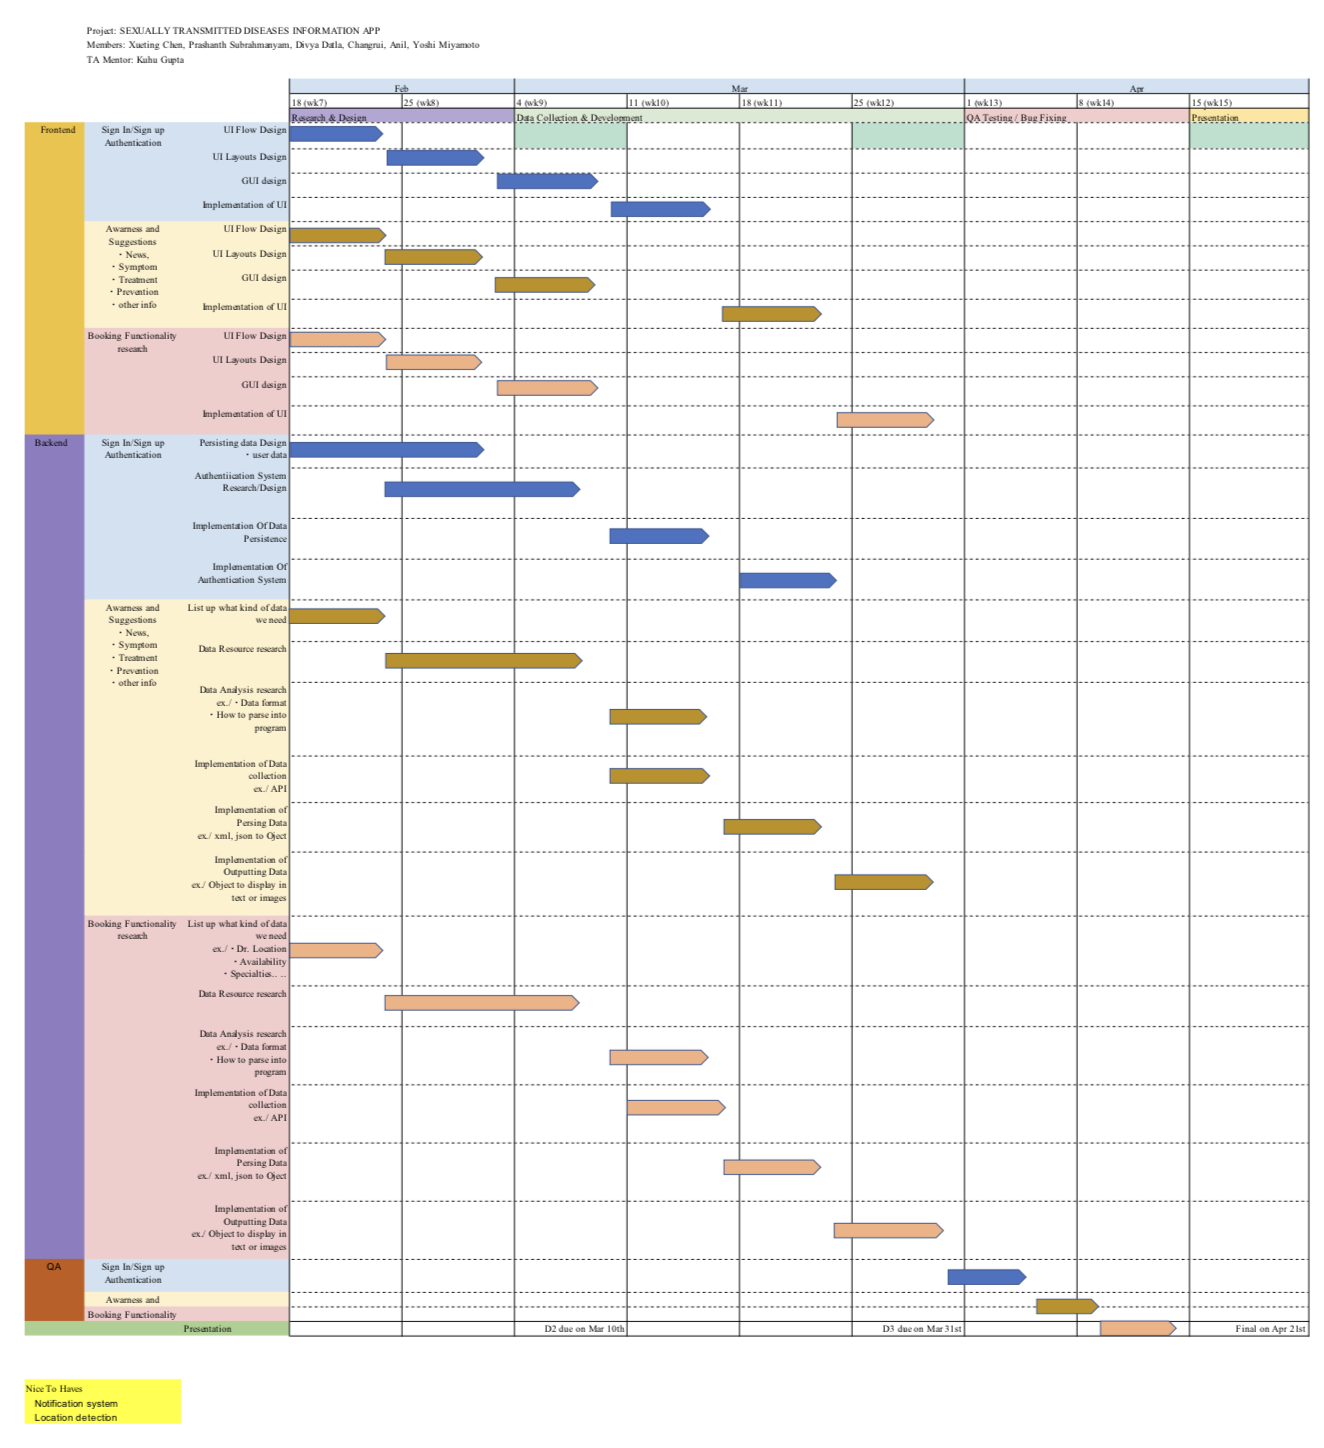 Project: SEXUALLY TRANSMITTED DISEASES INFORMATION APP
Members: Xueting Chen, Prashanth Subrahmanyam, Divya Datla, Changrui, Anil, Yoshi Miyamoto
TA Mentor: Kuhu Gupta
Feb Mar Apr
18 (wk7) 25 (wk8) 4 (wk9) 11 (wk10) 18 (wk11) 25 (wk12) 1 (wk13) 8 (wk14) 15 (wk15)
Research & Design Data Collection & Development QA Testing / Bug Fixing Presentation
Frontend
Sign In/Sign up
Authentication
UI Flow Design
UI Layouts Design
GUI design
Implementation of UI
Awarness and
Suggestions
・News,
・Symptom
・Treatment
・Prevention
・other info
UI Flow Design
UI Layouts Design
GUI design
Implementation of UI
Booking Functionality
research
UI Flow Design
UI Layouts Design
GUI design
Implementation of UI
Backend
Sign In/Sign up
Authentication
Persisting data Design
・user data
Authentiication System
Research/Design
Implementation Of Data
Persistence
Implementation Of
Authentication System
Awarness and
Suggestions
・News,
・Symptom
・Treatment
・Prevention
・other info
List up what kind of data
we need
Data Resource research
Data Analysis research
ex./・Data format
・How to parse into
program
Implementation of Data
collection
ex./ API
Implementation of
Persing Data
ex./ xml, json to Oject
Implementation of
Outputting Data
ex./ Object to display in
text or images
Booking Functionality
research
List up what kind of data
we need
ex./・Dr. Location
・Availability
・Specialties.. ..
Data Resource research
Data Analysis research
ex./・Data format
・How to parse into
program
Implementation of Data
collection
ex./ API
Implementation of
Persing Data
ex./ xml, json to Oject
Implementation of
Outputting Data
ex./ Object to display in
text or images
QA
Sign In/Sign up
Authentication
Awarness and
Booking Functionality
Presentation D2 due on Mar 10th D3 due on Mar 31st Final on Apr 21st
Nice To Haves
Notification system
Location detection